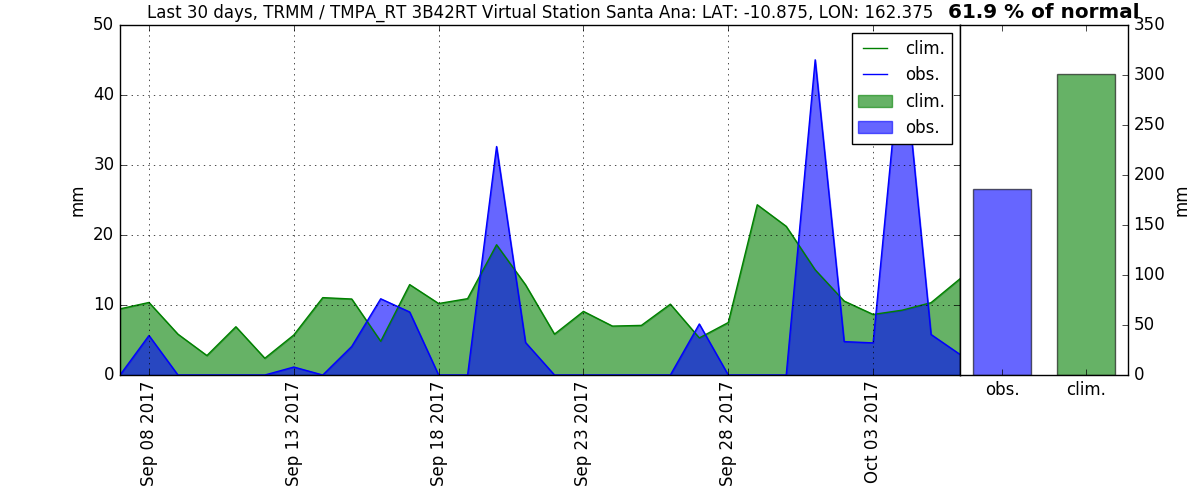 Last 30 days, TRMM / TMPA_RT 3B42RT Virtual Station Santa Ana: LAT: -10.875, LON: 162.375 61.9 % of normal
50
40
30
20
10
0
mm
clim.
obs.
clim.
obs.
350
300
250
200
150
100
50
0
mm
obs.
clim.
Sep 08 2017
Sep 13 2017
Sep 18 2017
Sep 23 2017
Sep 28 2017
Oct 03 2017